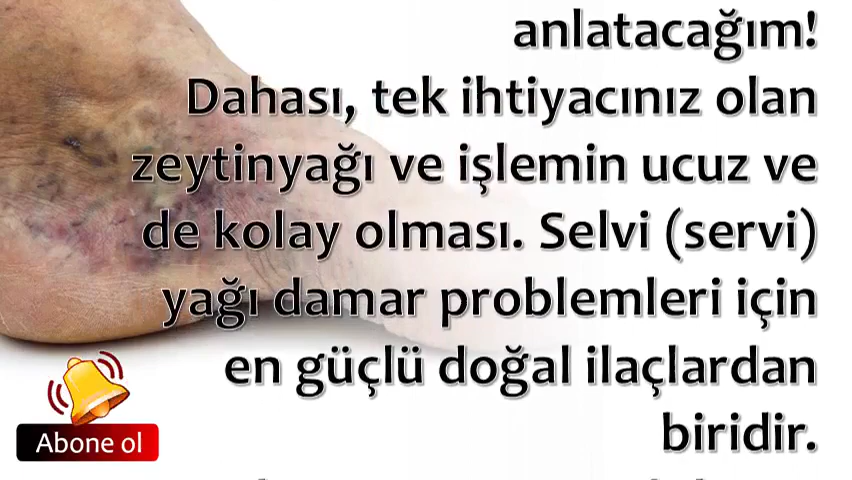 anlatacağım!
Dahası, tek ihtiyacınız olan
zeytinyağı ve işlemin ucuz ve
de kolay olması. Selvi (servi)
yağı damar problemleri için
en güçlü doğal ilaçlardan
biridir.
Abone ol